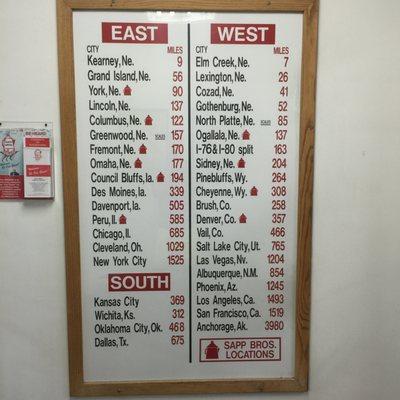 EAST
CITY MILES
Kearney, Ne. 9
Grand Island, Ne. 56
York, Ne. 90
Lincoln, Ne. 137
Columbus, Ne. 122
Greenwood, Ne. 157
Fremont, Ne. 170
Omaha, Ne. 177
Council Bluffs, Ia. 194
Des Moines, Ia. 339
Davenport, Ia. 505
Peru, Il. 585
Chicago, Il. 685
Cleveland, Oh. 1029
New York City 1525
SOUTH
Kansas City 369
Wichita, Ks. 312
Oklahoma City, Ok. 468
Dallas, Tx. 675
WEST
CITY MILES
Elm Creek, Ne. 7
Lexington, Ne. 26
Cozad, Ne. 41
Gothenburg, Ne. 52
North Platte, Ne. 85
Ogallala, Ne. 137
I-76 & I-80 split 163
Sidney, Ne. 204
Pinebluffs, Wy. 264
Cheyenne, Wy. 308
Brush, Co. 258
Denver, Co. 357
Vail, Co. 466
Salt Lake City, Ut. 765
Las Vegas, Nv. 1204
Albuquerque, N.M. 854
Phoenix, Az. 1245
Los Angeles, Ca. 1493
San Francisco, Ca. 1519
Anchorage, Ak. 3980
SAPP BROS.
LOCATIONS